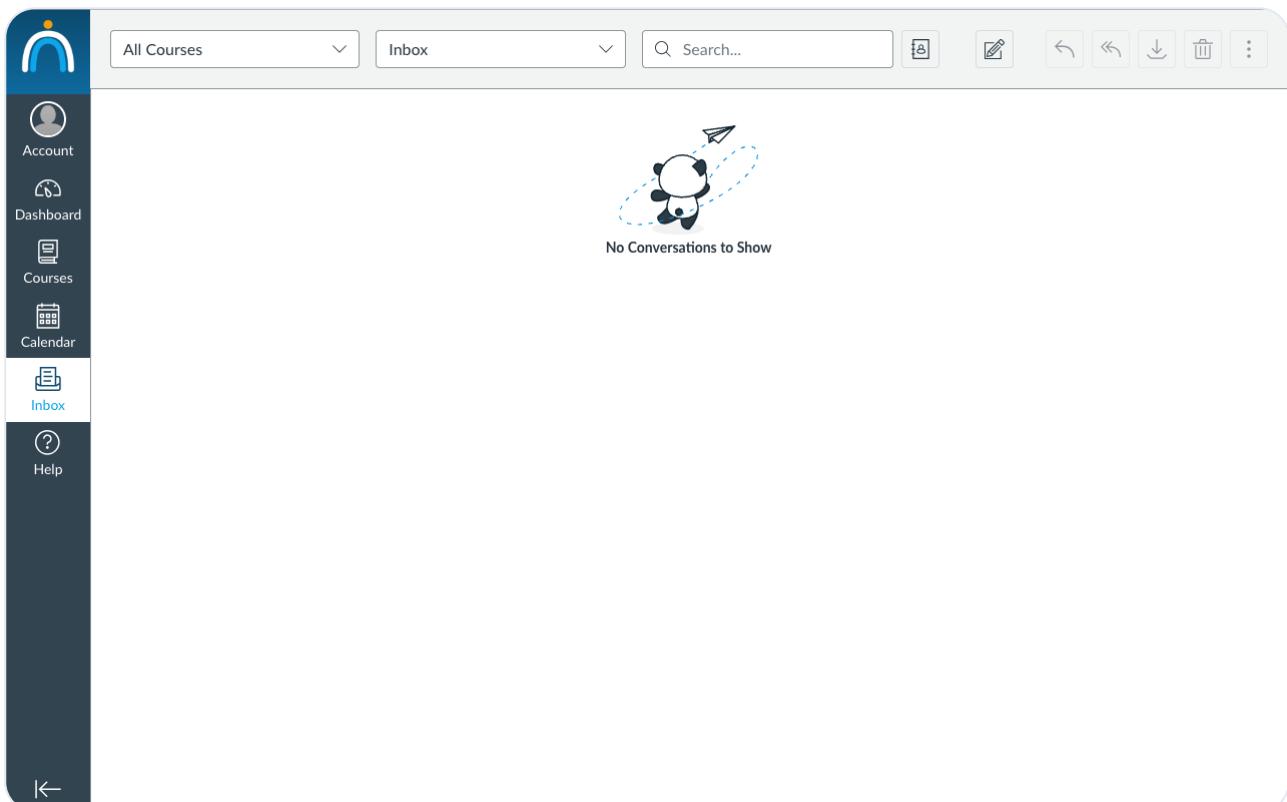 All Courses
Inbox
Search...
Account
Dashboard
Courses
Calendar
Inbox
Help
No Conversations to Show